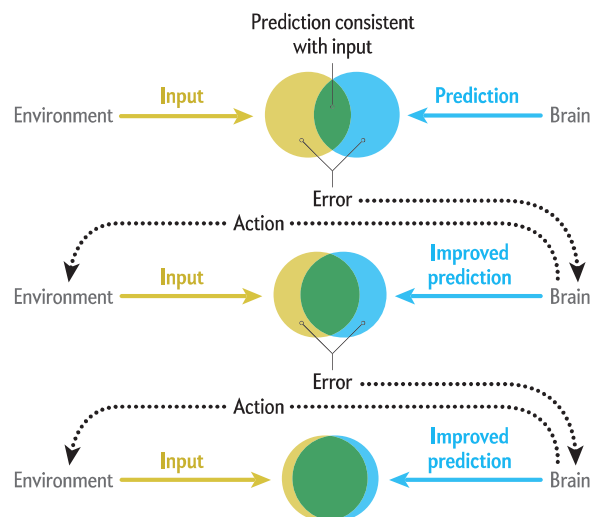 Prediction consistent
with input
Environment
Input
Prediction
Brain
Error
Action
Environment
Input
Improved
prediction
Brain
Error
Action
Environment
Input
Improved
prediction
Brain